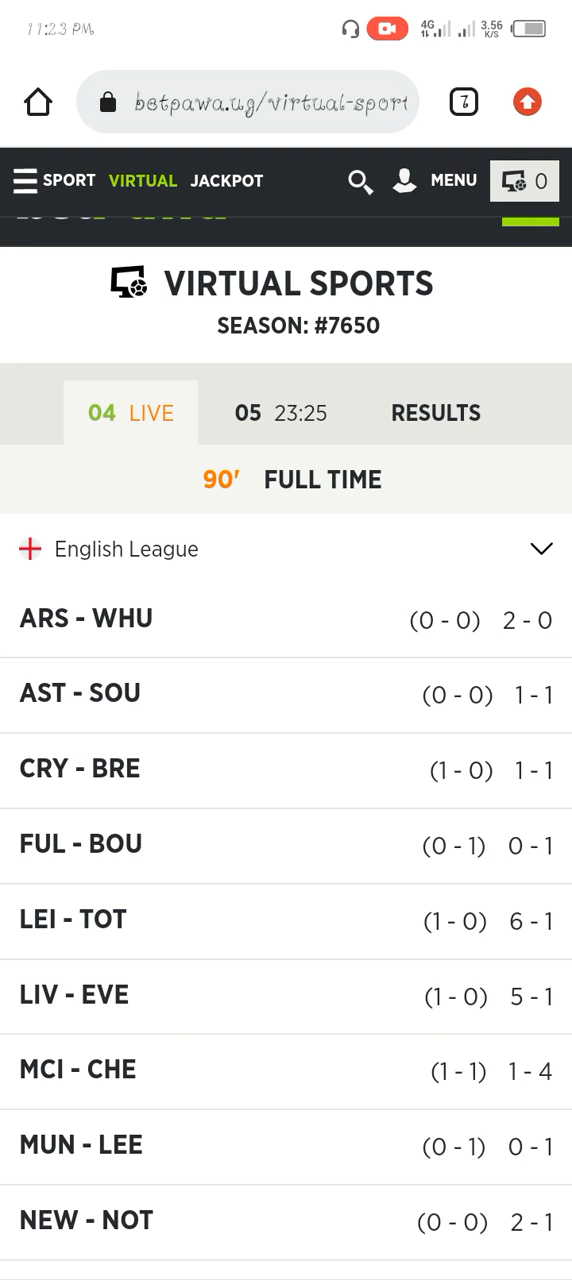 11:23 PM 4G 3.56 K/S
betpawa.ug/virtual-sport 7
SPORT VIRTUAL JACKPOT MENU 0
VIRTUAL SPORTS
SEASON: #7650
04 LIVE 05 23:25 RESULTS
90' FULL TIME
English League
ARS - WHU (0 - 0) 2 - 0
AST - SOU (0 - 0) 1 - 1
CRY - BRE (1 - 0) 1 - 1
FUL - BOU (0 - 1) 0 - 1
LEI - TOT (1 - 0) 6 - 1
LIV - EVE (1 - 0) 5 - 1
MCI - CHE (1 - 1) 1 - 4
MUN - LEE (0 - 1) 0 - 1
NEW - NOT (0 - 0) 2 - 1